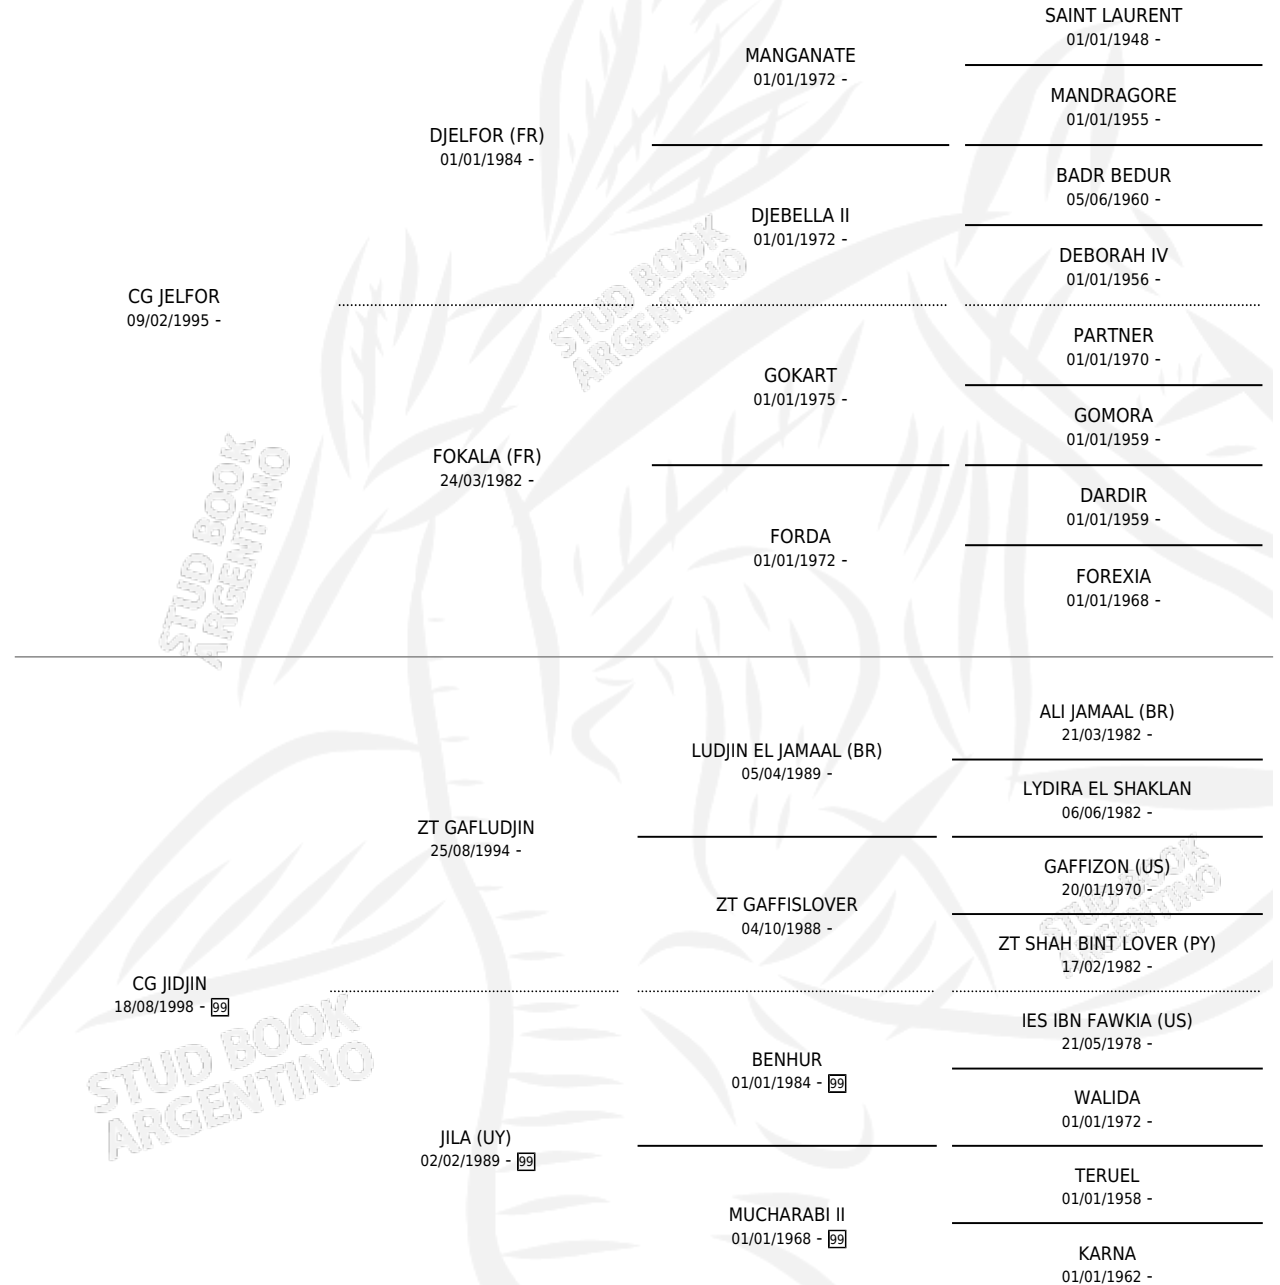 SAINT LAURENT
01/01/1948 -
MANGANATE
01/01/1972 -
MANDRAGORE
01/01/1955 -
DJELFOR (FR)
01/01/1984 -
BADR BEDUR
05/06/1960 -
DJEBELLA II
01/01/1972 -
DEBORAH IV
01/01/1956 -
CG JELFOR
09/02/1995 -
PARTNER
01/01/1970 -
GOKART
01/01/1975 -
GOMORA
01/01/1959 -
FOKALA (FR)
24/03/1982 -
DARDIR
01/01/1959 -
FORDA
01/01/1972 -
FOREXIA
01/01/1968 -
STUD BOOK
ARGENTINO
STUD BOOK
ARGENTINO
ALI JAMAAL (BR)
21/03/1982 -
LUDJIN EL JAMAAL (BR)
05/04/1989 -
LYDIRA EL SHAKLAN
06/06/1982 -
ZT GAFLUDJIN
25/08/1994 -
GAFFIZON (US)
20/01/1970 -
ZT GAFFISLOVER
04/10/1988 -
ZT SHAH BINT LOVER (PY)
17/02/1982 -
STUD BOOK
ARGENTINO
CG JIDJIN
18/08/1998 - 99
IES IBN FAWKIA (US)
21/05/1978 -
BENHUR
01/01/1984 - 99
WALIDA
01/01/1972 -
JILA (UY)
02/02/1989 - 99
TERUEL
01/01/1958 -
MUCHARABI II
01/01/1968 - 99
KARNA
01/01/1962 -
STUD BOOK
ARGENTINO